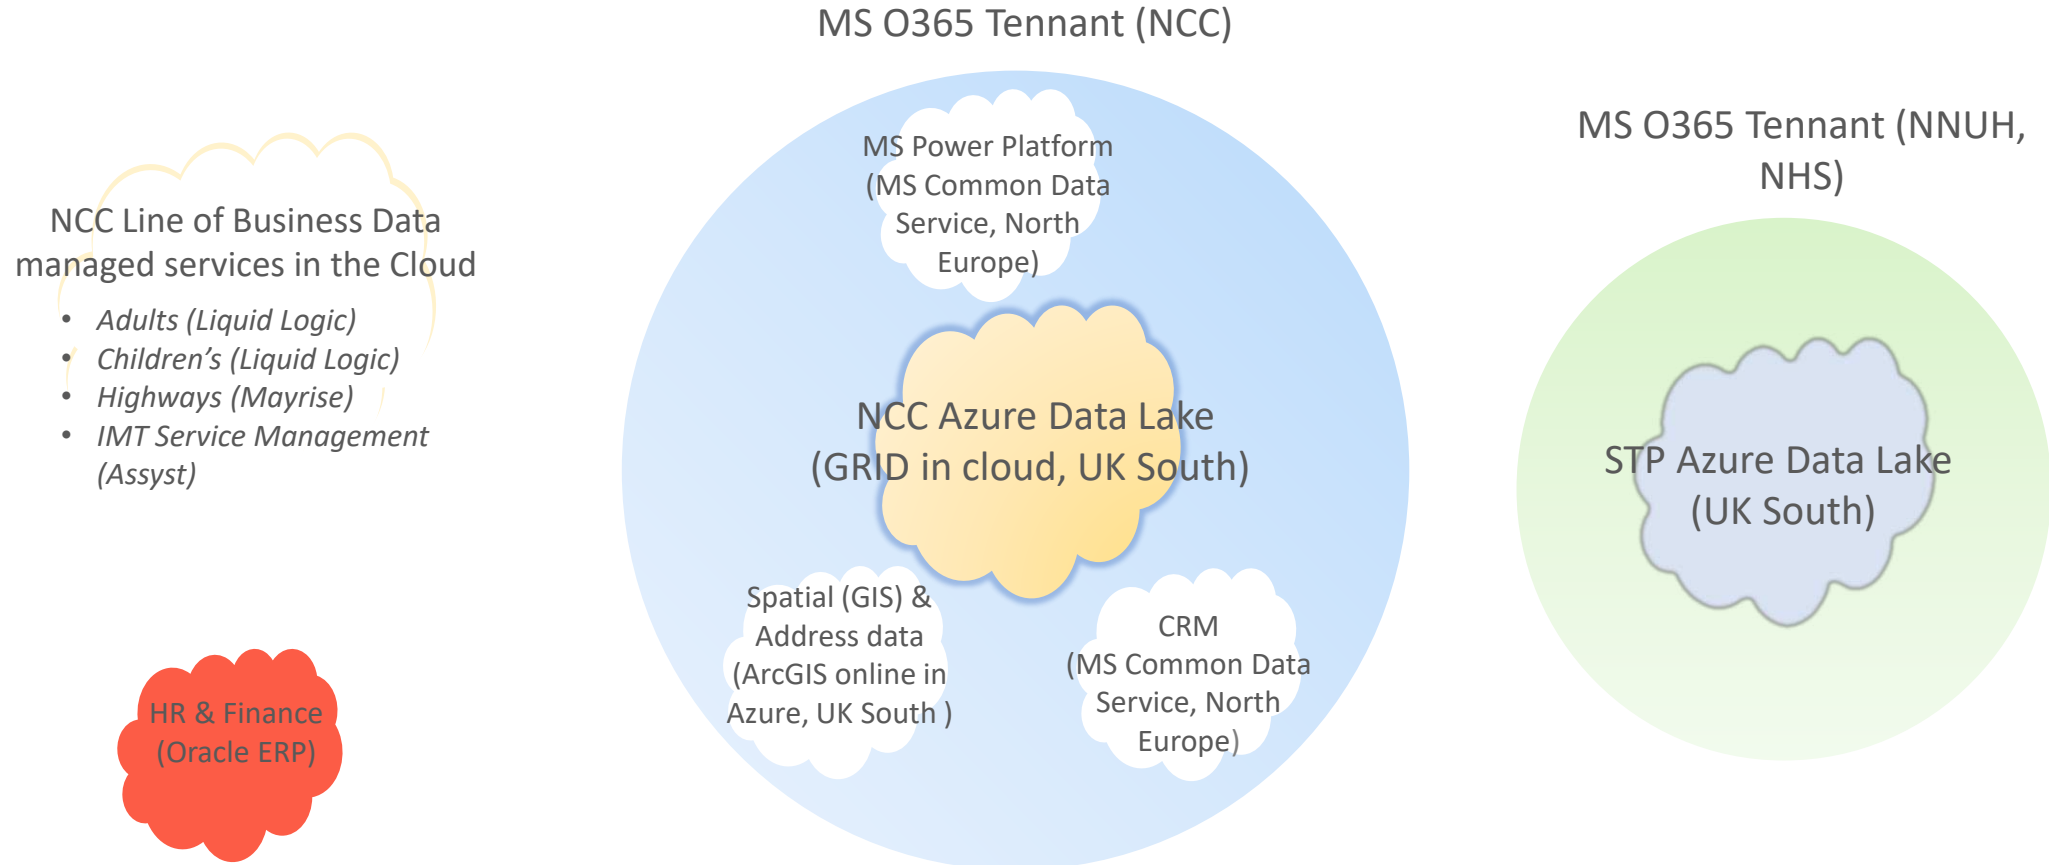 MS O365 Tennant (NCC)
MS O365 Tennant (NNUH,
NHS)
NCC Line of Business Data
managed services in the Cloud
• Adults (Liquid Logic)
• Children’s (Liquid Logic)
• Highways (Mayrise)
• IMT Service Management
(Assyst)
HR & Finance
(Oracle ERP)
MS Power Platform
(MS Common Data
Service, North
Europe)
NCC Azure Data Lake
(GRID in cloud, UK South)
Spatial (GIS) &
Address data
(ArcGIS online in
Azure, UK South )
CRM
(MS Common Data
Service, North
Europe)
STP Azure Data Lake
(UK South)